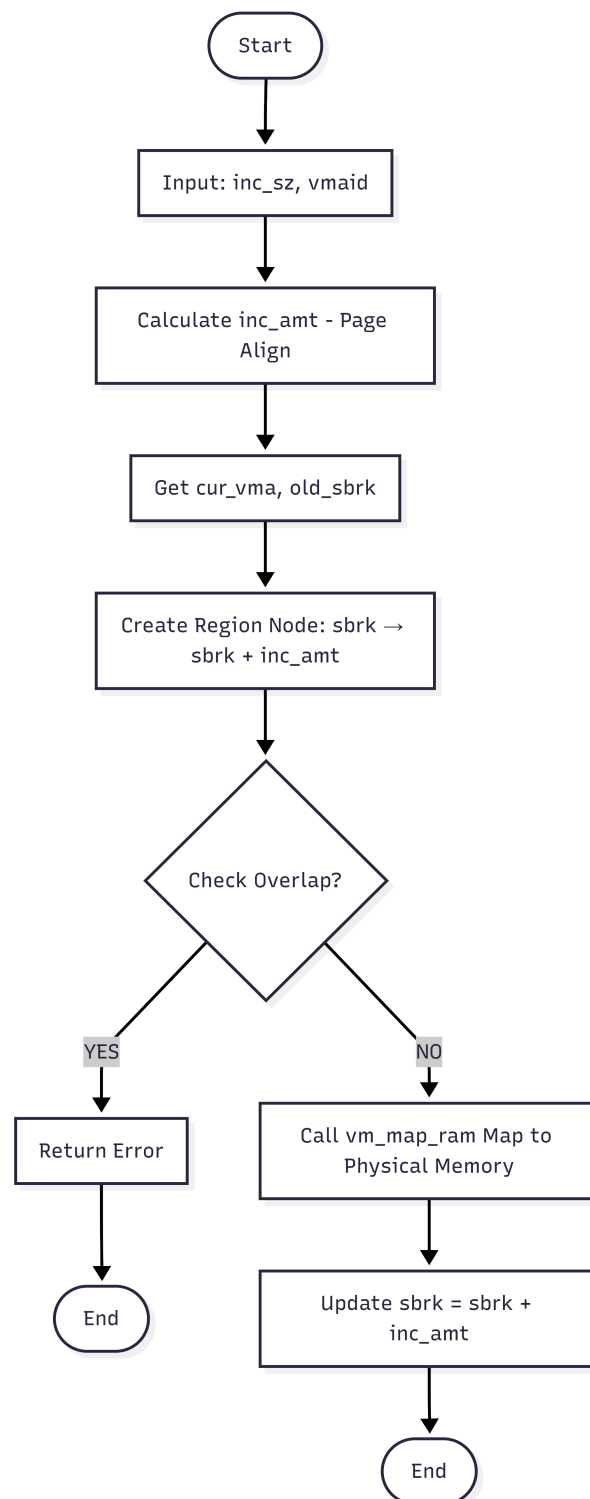 Start
Input: inc_sz, vmaid
Calculate inc_amt - Page
Align
Get cur_vma, old_sbrk
Create Region Node: sbrk →
sbrk + inc_amt
Check Overlap?
YES
NO
Return Error
Call vm_map_ram Map to
Physical Memory
Update sbrk = sbrk +
inc_amt
End
End